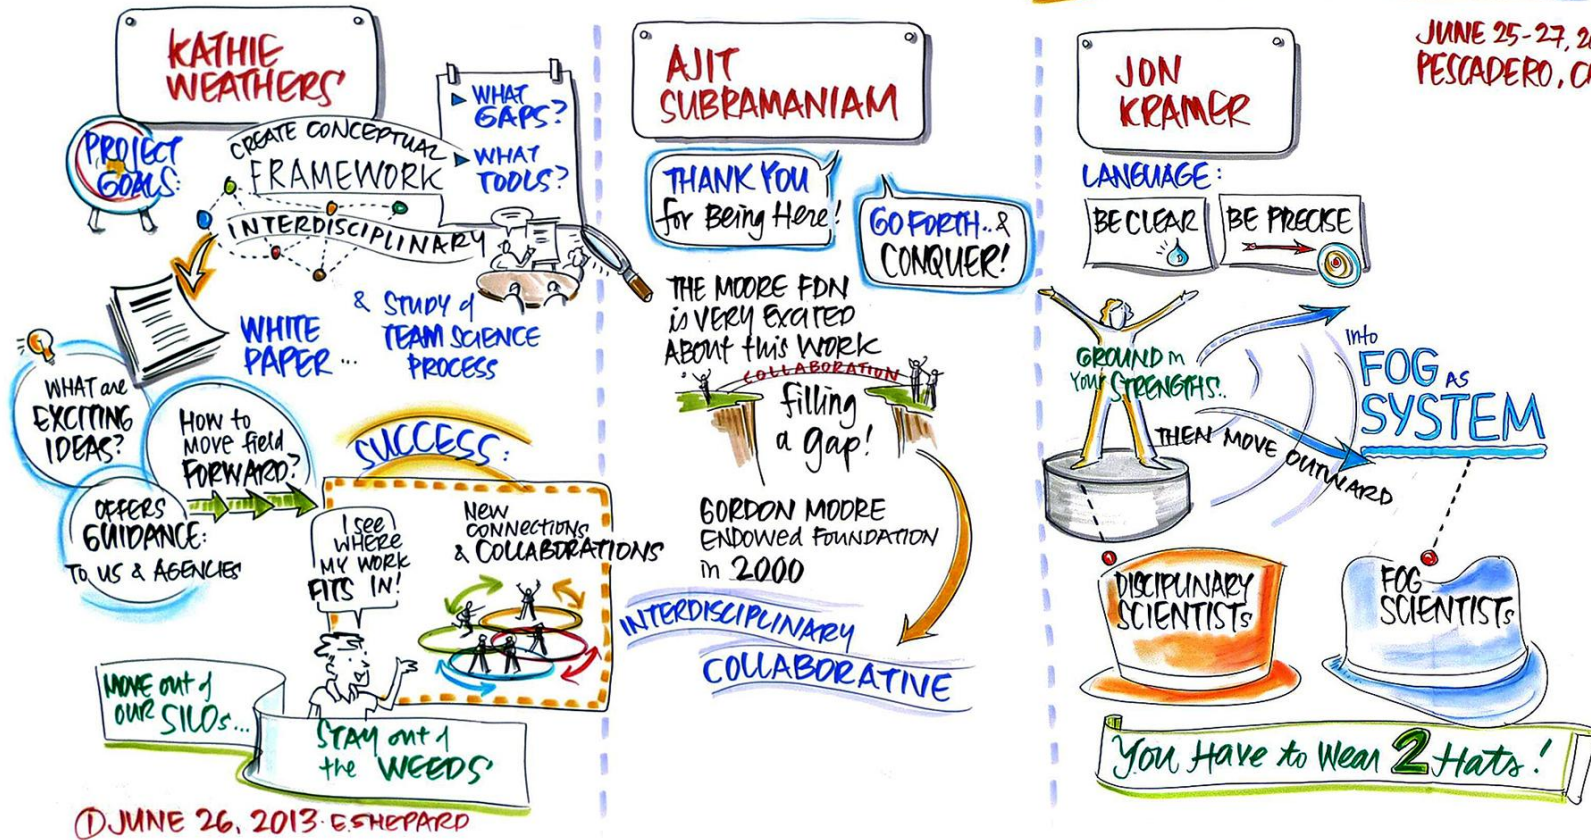 KATHIE
WEATHERS
PROJECT
GOALS:
CREATE CONCEPTUAL
FRAMEWORK
INTERDISCIPLINARY
WHAT
GAPS?
WHAT
TOOLS?
WHITE
PAPER...
& STUDY of
TEAM SCIENCE
PROCESS
WHAT are
EXCITING
IDEAS?
How to
move field
FORWARD?
OFFERS
GUIDANCE:
To US & AGENCIES
SUCCESS:
I see
WHERE
MY WORK
FITS IN!
NEW
CONNECTIONS
& COLLABORATIONS
MOVE out of
OUR SILOs...
STAY out of
the WEEDS
① JUNE 26, 2013 · E.SHEPARD
AJIT
SUBRAMANIAM
THANK YOU
for Being Here!
GO FORTH..&
CONQUER!
THE MOORE FDN
is VERY EXCITED
ABOUT this WORK
COLLABORATION
filling
a gap!
GORDON MOORE
ENDOWED FOUNDATION
in 2000
INTERDISCIPLINARY
COLLABORATIVE
JUNE 25-27, 2
PESCADERO, C
JON
KRAMER
LANGUAGE:
BE CLEAR
BE PRECISE
GROUND in
Your STRENGTHS..
THEN MOVE OUTWARD
into
FOG AS
SYSTEM
DISCIPLINARY
SCIENTISTs
FOG
SCIENTISTs
You Have to Wear 2 Hats!